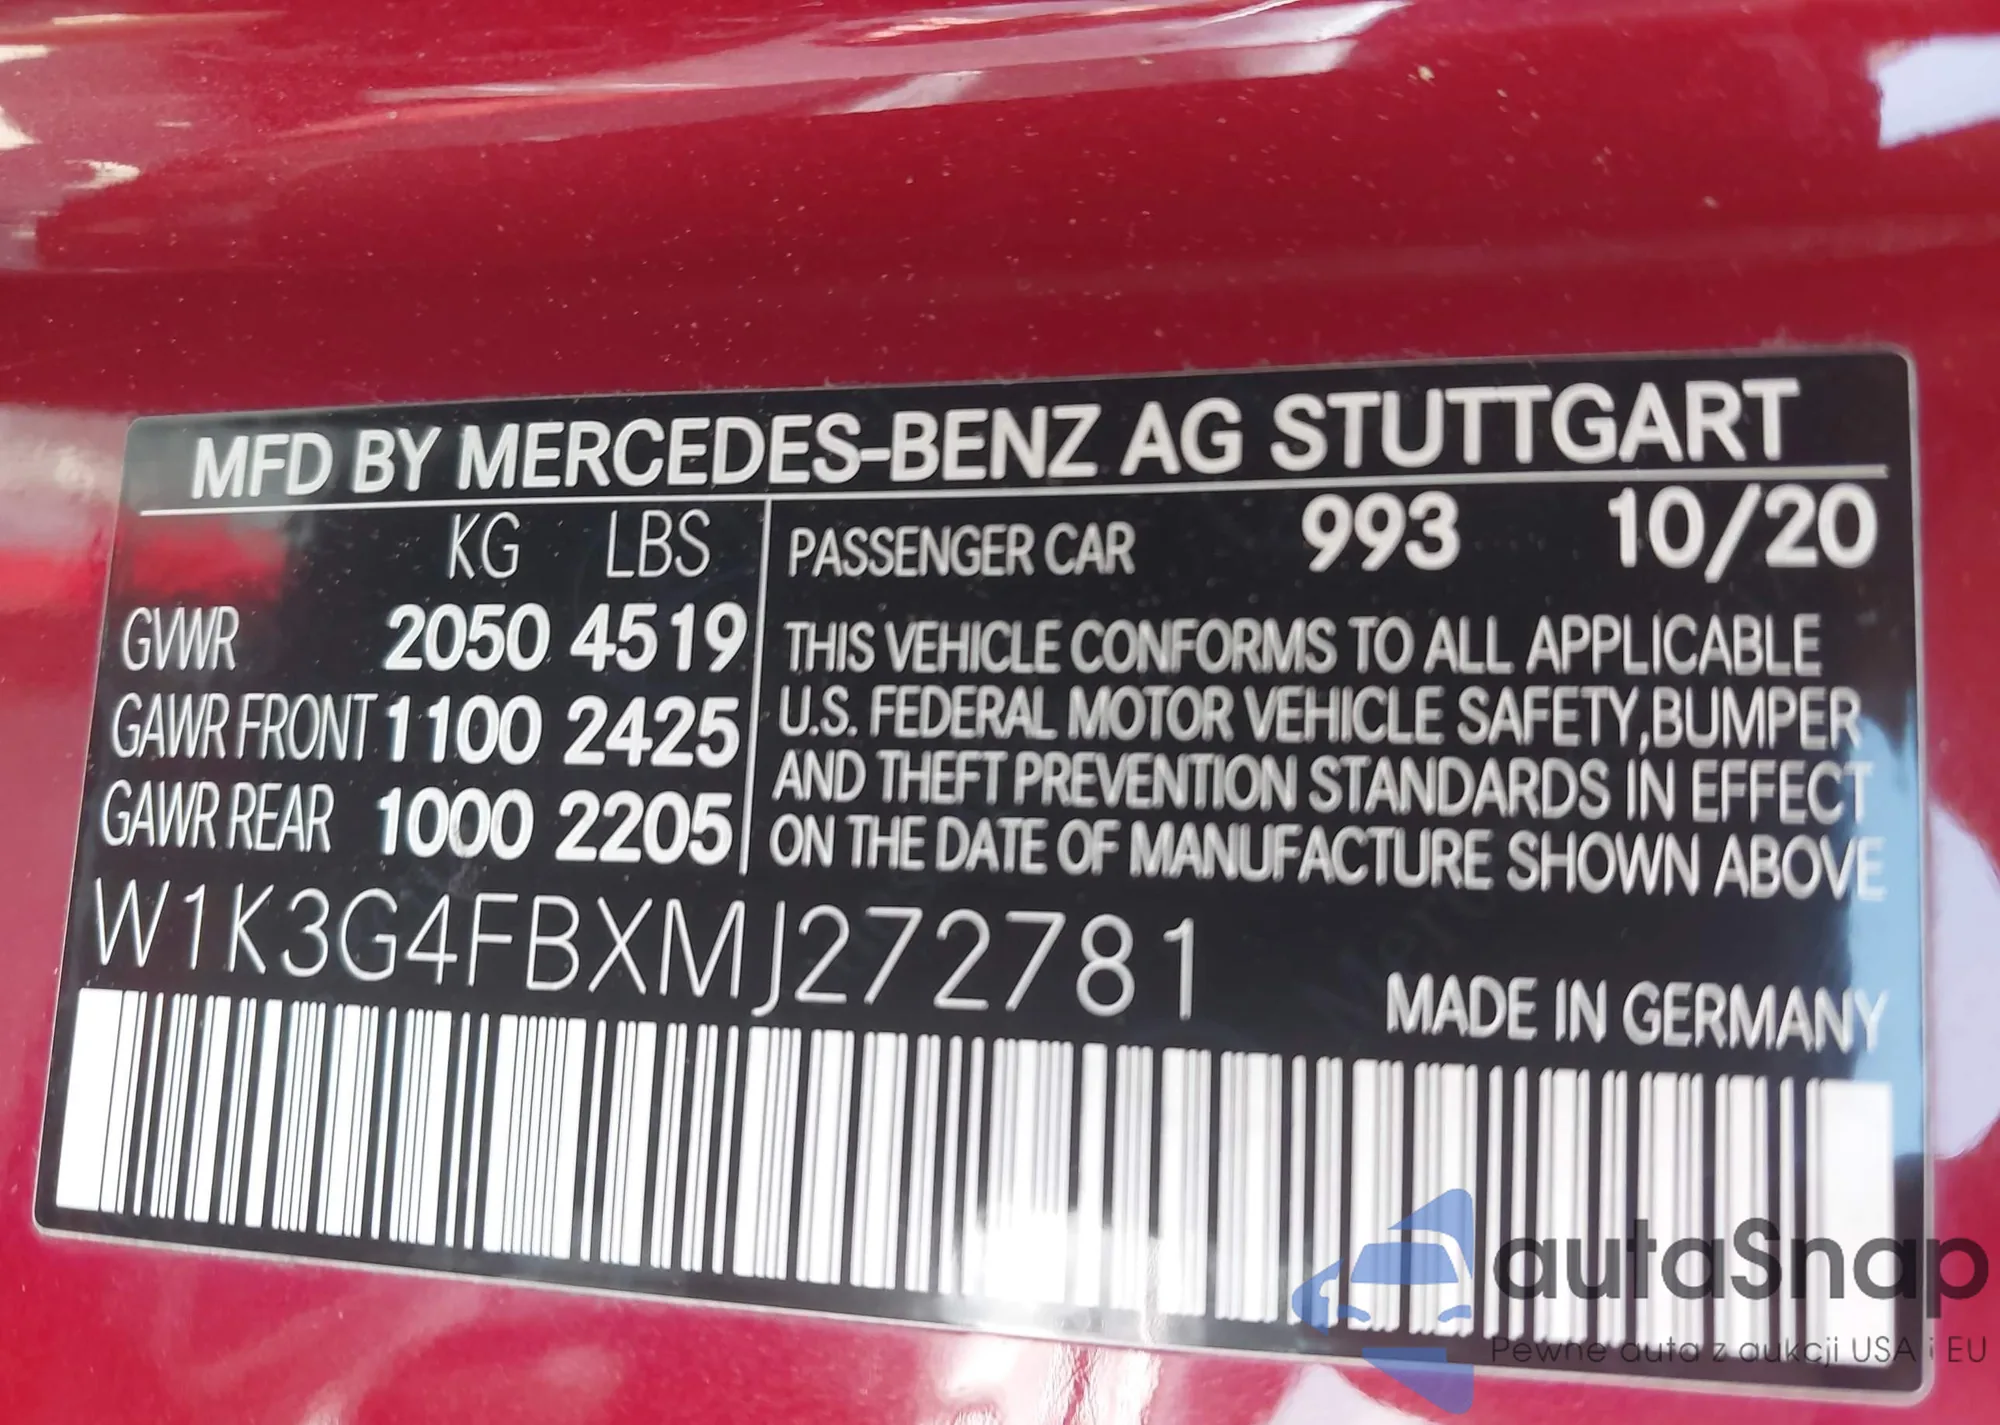 MFD BY MERCEDES-BENZ AG STUTTGART
KG LBS
GVWR 2050 4519
GAWR FRONT 1100 2425
GAWR REAR 1000 2205
PASSENGER CAR 993 10/20
THIS VEHICLE CONFORMS TO ALL APPLICABLE
U.S. FEDERAL MOTOR VEHICLE SAFETY,BUMPER
AND THEFT PREVENTION STANDARDS IN EFFECT
ON THE DATE OF MANUFACTURE SHOWN ABOVE
W1K3G4FBXMJ272781
MADE IN GERMANY
autaSnap
Pewne auta z aukcji USA i EU